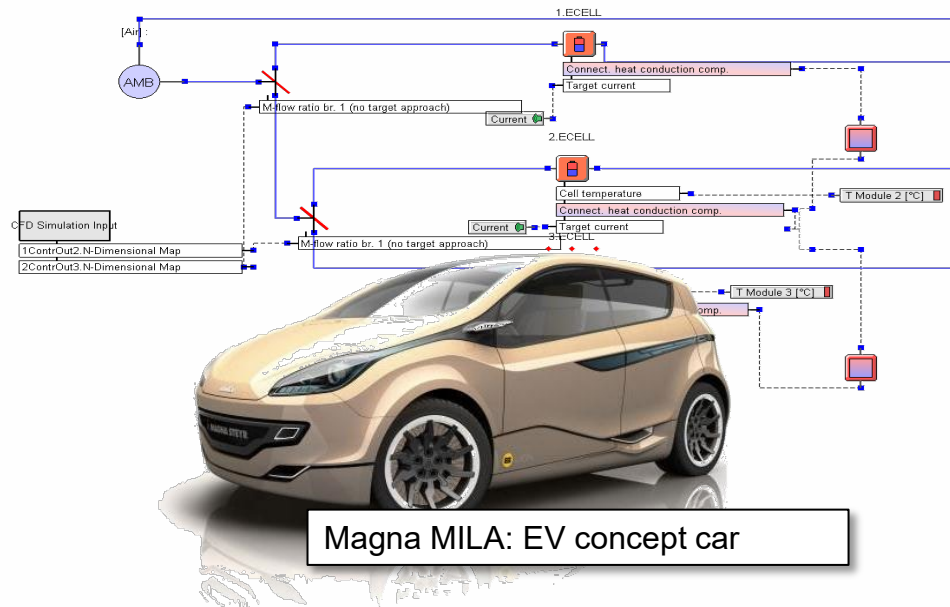 1.ECELL
[Air] :
AMB
Connect. heat conduction comp.
Target current
M-flow ratio br. 1 (no target approach)
Current
2.ECELL
Cell temperature
T Module 2 [°C]
Connect. heat conduction comp.
CFD Simulation Input
Current
Target current
3.ECELL
M-flow ratio br. 1 (no target approach)
1ContrOut2.N-Dimensional Map
2ContrOut3.N-Dimensional Map
T Module 3 [°C]
comp.
MAGNA STEYR
Magna MILA: EV concept car